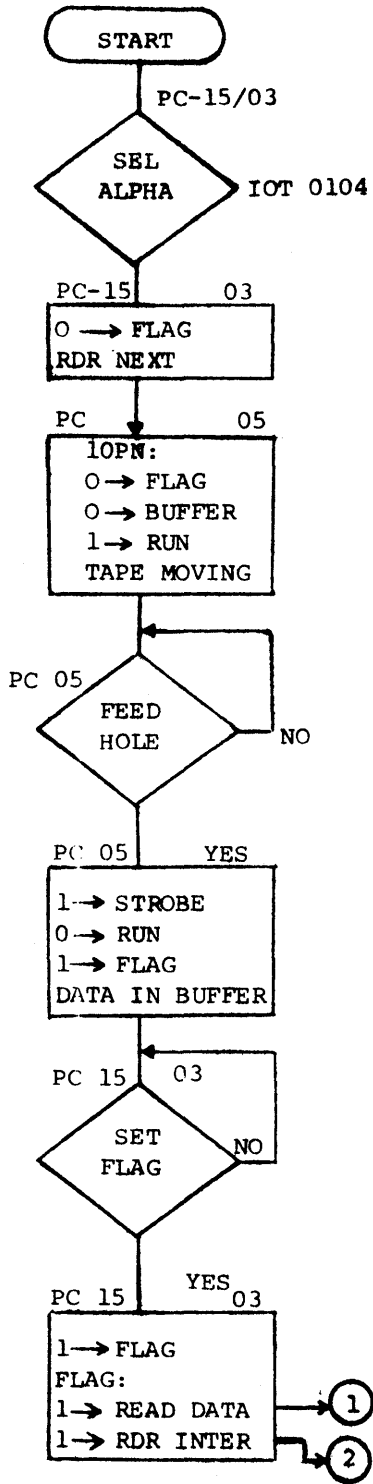 START
PC-15/03
SEL
ALPHA
IOT 0104
PC-15 03
0 → FLAG
RDR NEXT
PC 05
10PN:
0 → FLAG
0 → BUFFER
1 → RUN
TAPE MOVING
PC 05
FEED
HOLE
NO
PC 05 YES
1 → STROBE
0 → RUN
1 → FLAG
DATA IN BUFFER
PC 15 03
SET
FLAG
NO
YES
PC 15 03
1 → FLAG
FLAG:
1 → READ DATA
1
1 → RDR INTER
2